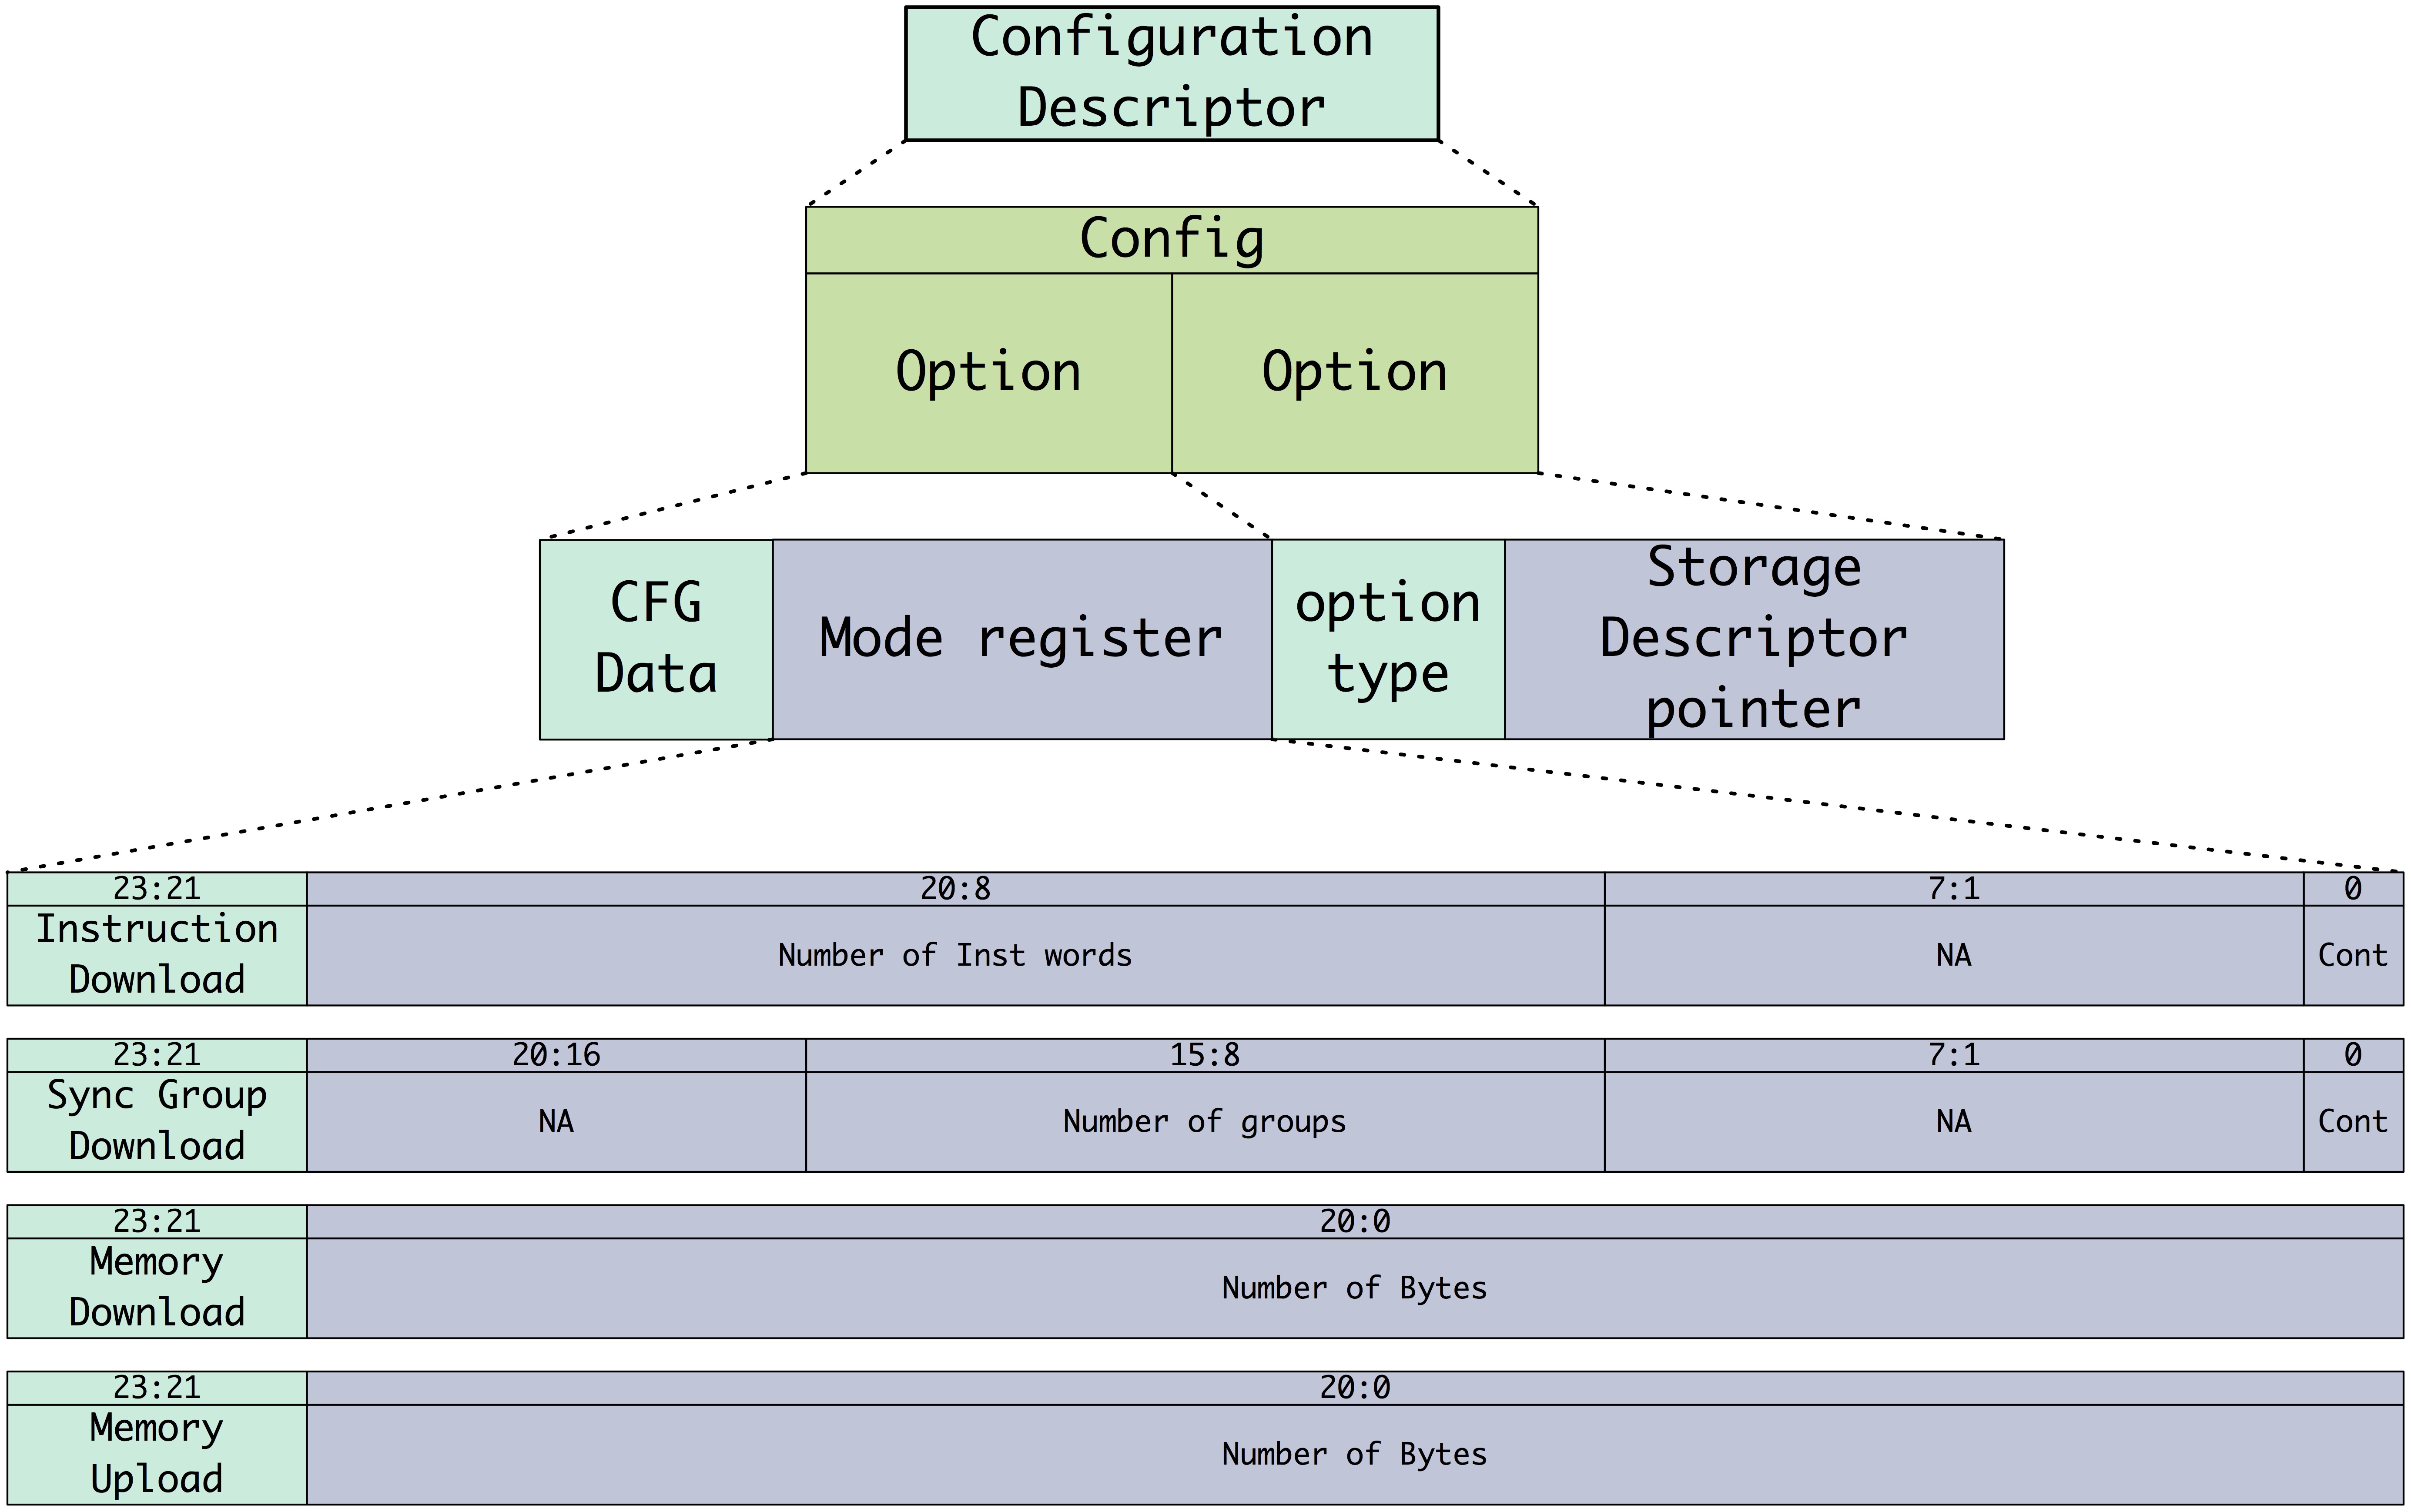 Configuration
Descriptor
Config
Option Option
CFG
Data
Mode register
option
type
Storage
Descriptor
pointer
23:21 20:8 7:1 0
Instruction
Download
Number of Inst words NA Cont
23:21 20:16 15:8 7:1 0
Sync Group
Download
NA Number of groups NA Cont
23:21 20:0
Memory
Download
Number of Bytes
23:21 20:0
Memory
Upload
Number of Bytes